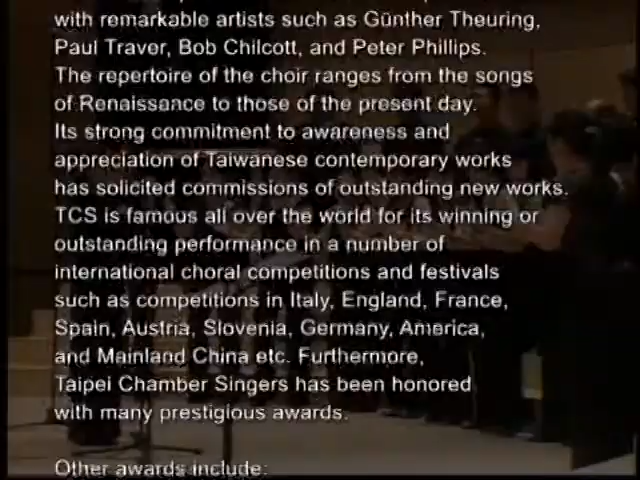 with remarkable artists such as Günther Theuring,
Paul Traver, Bob Chilcott, and Peter Phillips.
The repertoire of the choir ranges from the songs
of Renaissance to those of the present day.
Its strong commitment to awareness and
appreciation of Taiwanese contemporary works
has solicited commissions of outstanding new works.
TCS is famous all over the world for its winning or
outstanding performance in a number of
international choral competitions and festivals
such as competitions in Italy, England, France,
Spain, Austria, Slovenia, Germany, America,
and Mainland China etc. Furthermore,
Taipei Chamber Singers has been honored
with many prestigious awards.
Other awards include: